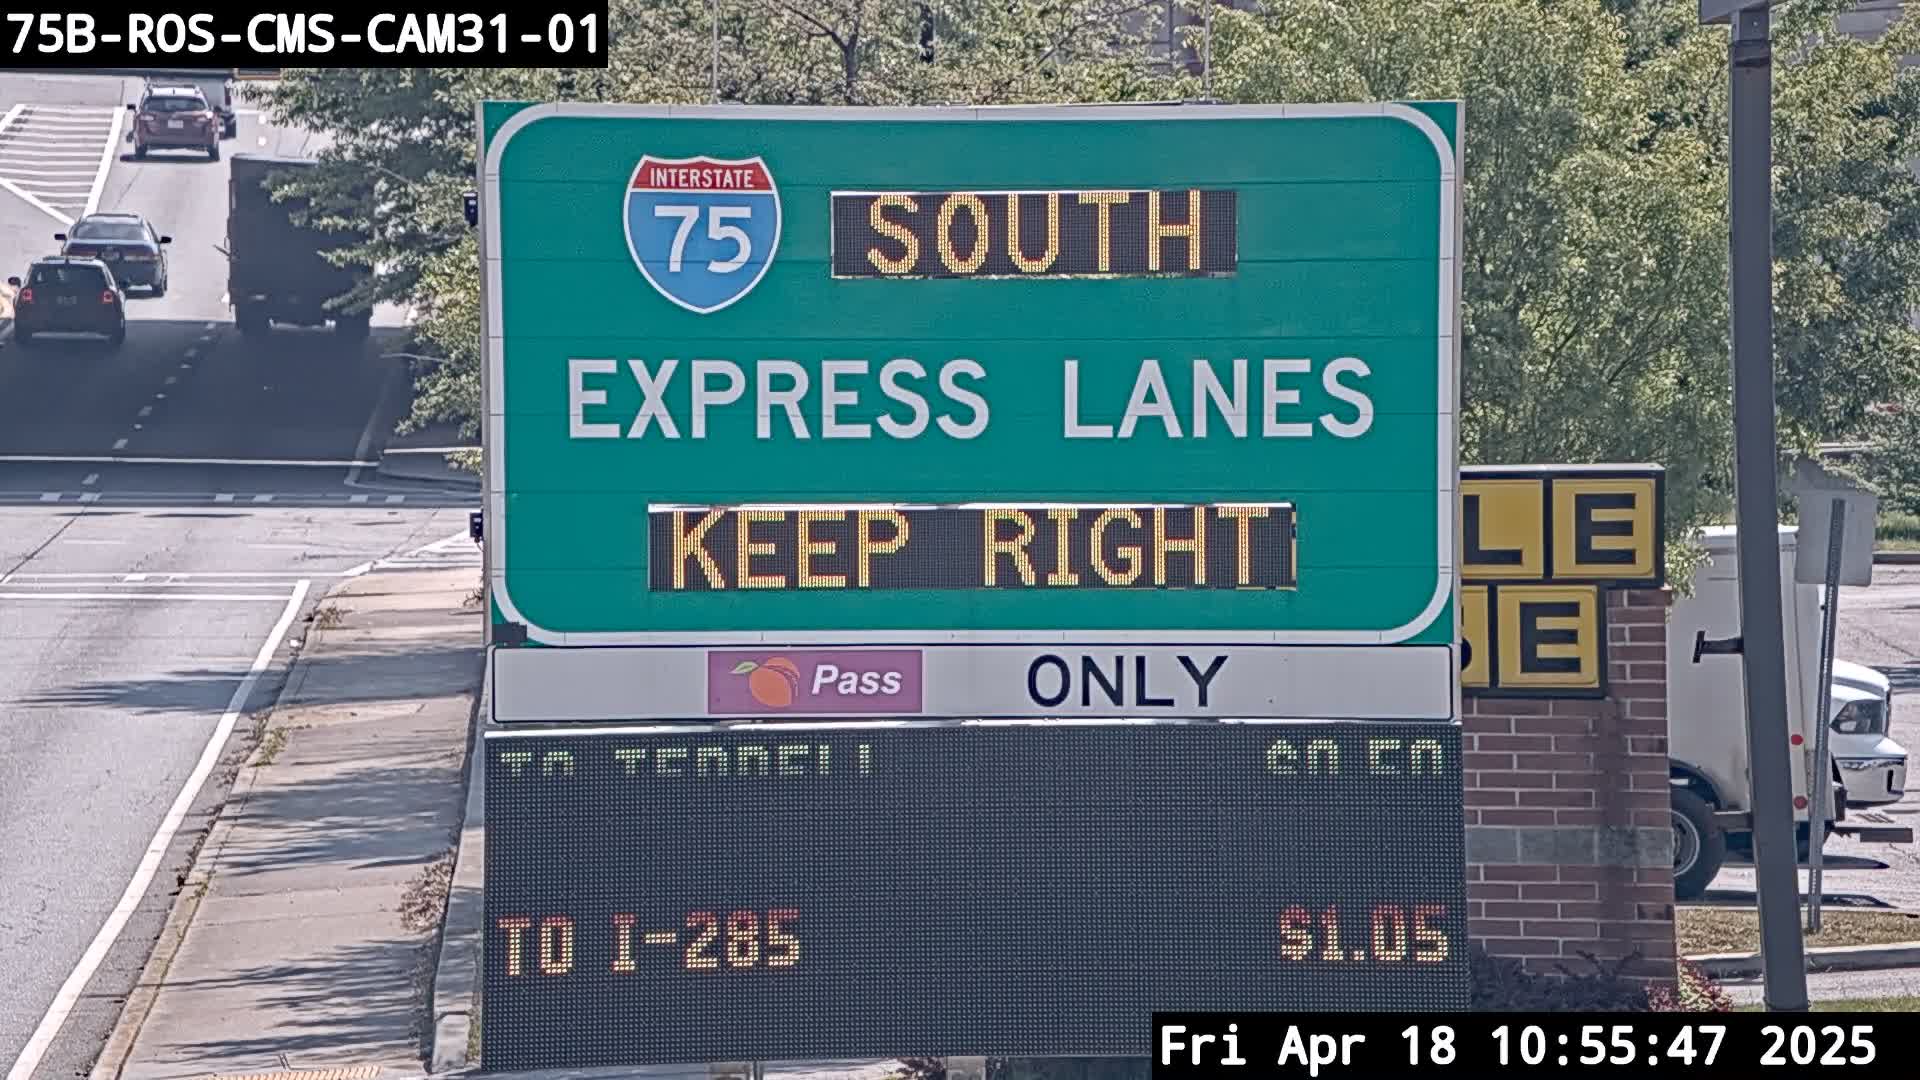 75B-ROS-CMS-CAM31-01
INTERSTATE
75
SOUTH
EXPRESS LANES
KEEP RIGHT
LE
E
Pass ONLY
TO I-285 $1.05
Fri Apr 18 10:55:47 2025